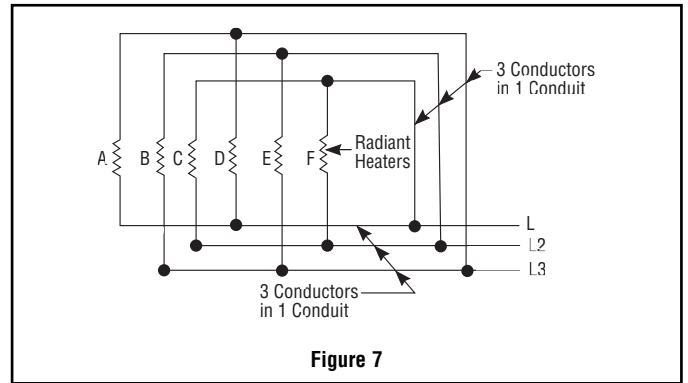 3 Conductors
in 1 Conduit
A B C D E F
Radiant
Heaters
L
L2
L3
3 Conductors
in 1 Conduit
Figure 7